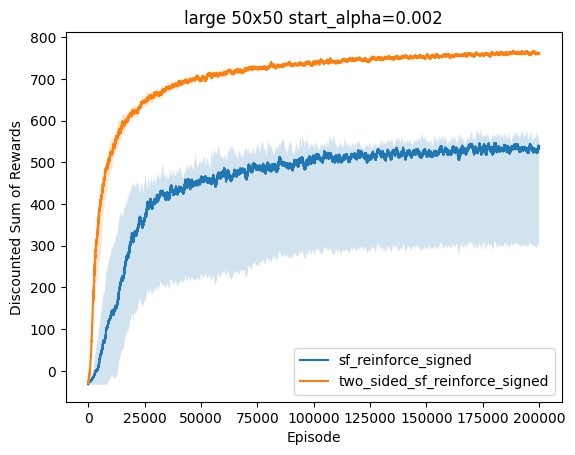 large 50x50 start_alpha=0.002
Discounted Sum of Rewards
800
700
600
500
400
300
200
100
0
0 25000 50000 75000 100000 125000 150000 175000 200000
Episode
sf_reinforce_signed
two_sided_sf_reinforce_signed